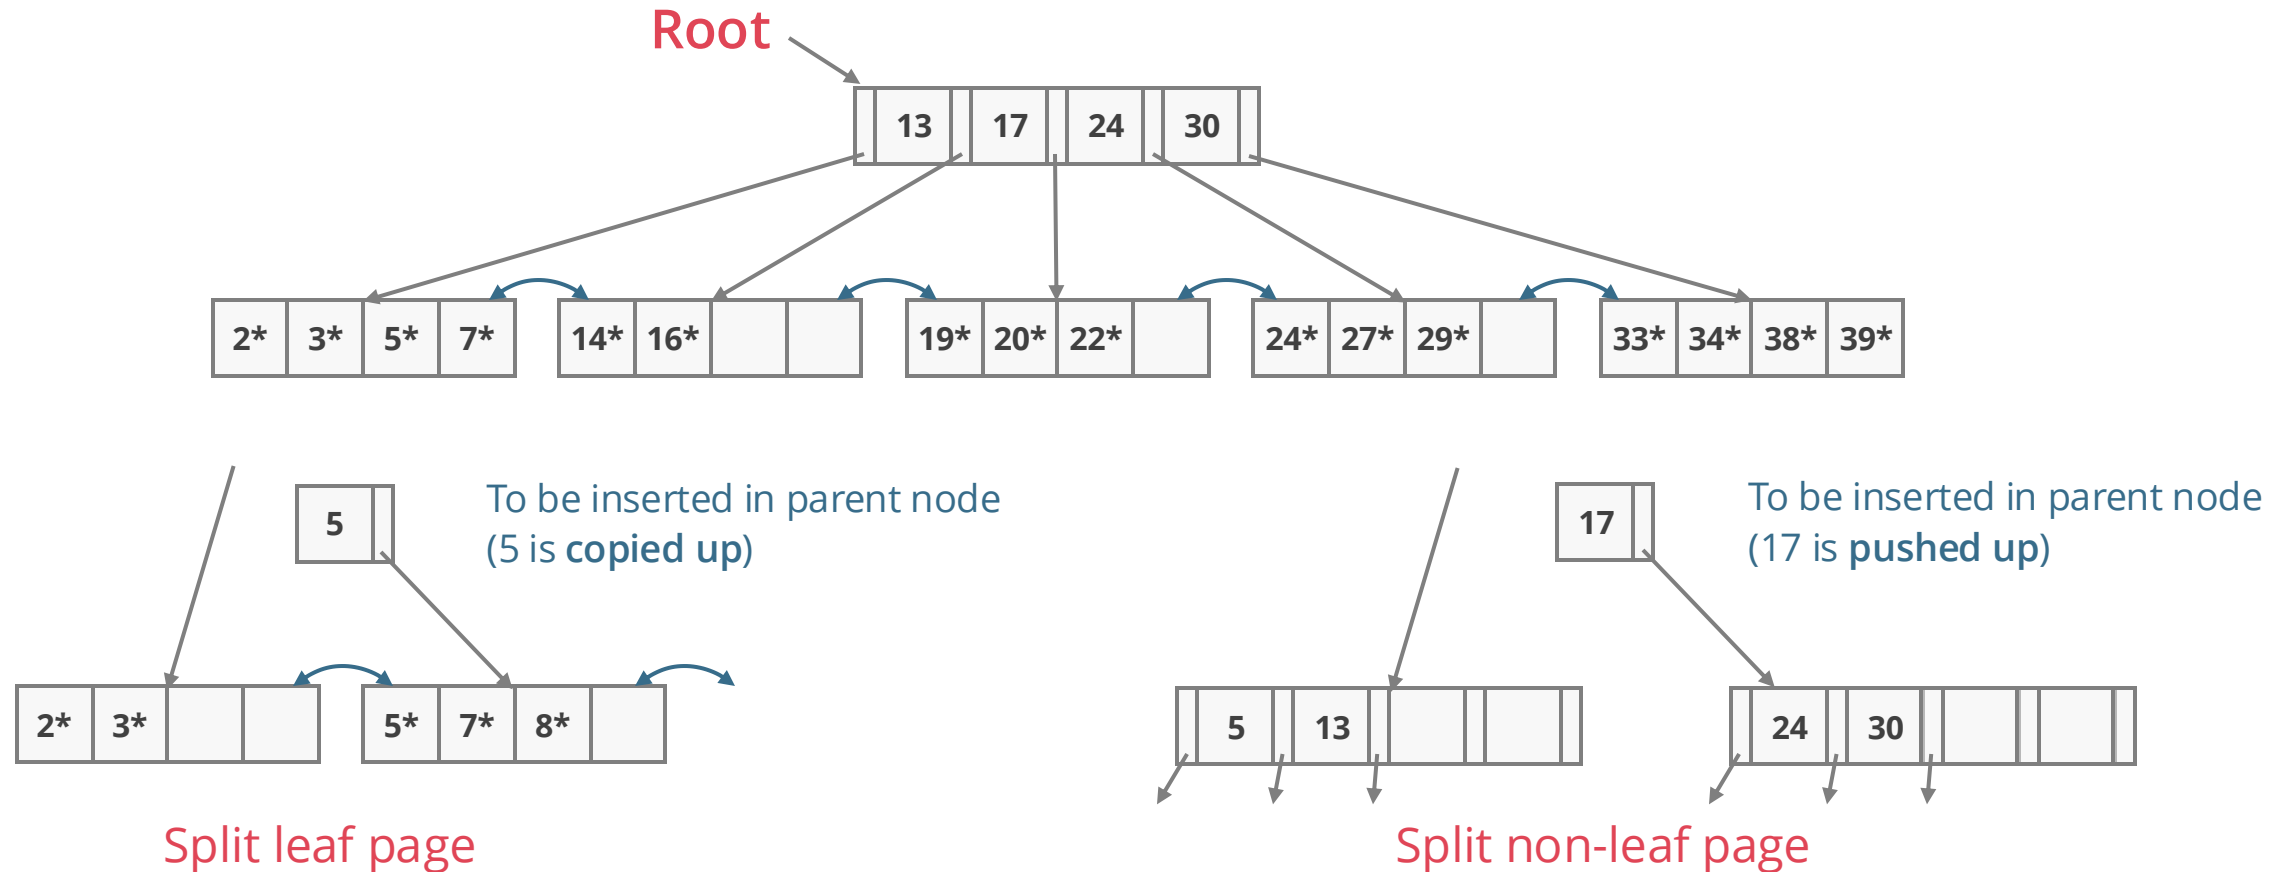 Root
13 17 24 30
2* 3* 5* 7* 14* 16* 19* 20* 22* 24* 27* 29* 33* 34* 38* 39*
5
To be inserted in parent node
(5 is copied up)
2* 3* 5* 7* 8*
Split leaf page
17
To be inserted in parent node
(17 is pushed up)
5 13 24 30
Split non-leaf page